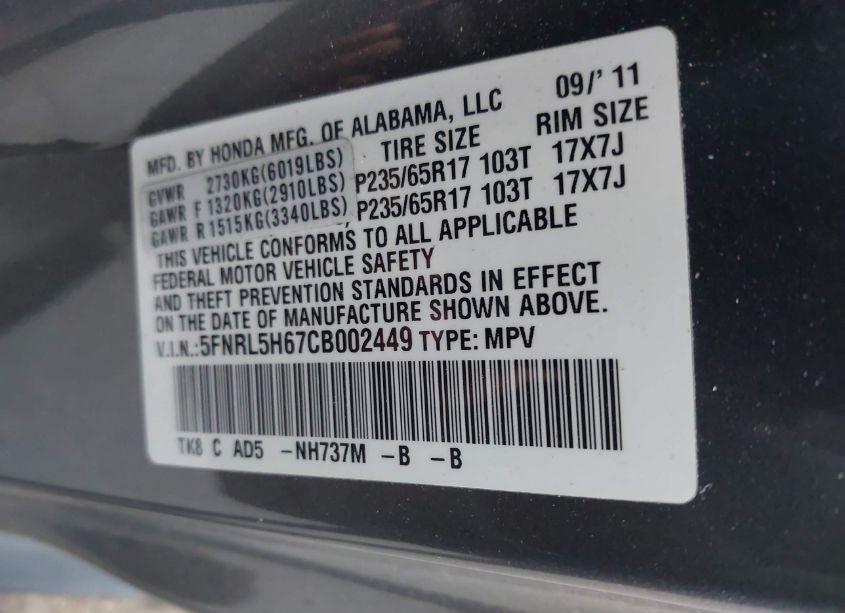 MFD. BY HONDA MFG. OF ALABAMA, LLC 09/' 11
TIRE SIZE RIM SIZE
GVWR 2730KG(6019LBS)
GAWR F 1320KG(2910LBS) P235/65R17 103T 17X7J
GAWR R 1515KG(3340LBS) P235/65R17 103T 17X7J
THIS VEHICLE CONFORMS TO ALL APPLICABLE
FEDERAL MOTOR VEHICLE SAFETY
AND THEFT PREVENTION STANDARDS IN EFFECT
ON THE DATE OF MANUFACTURE SHOWN ABOVE.
V.I.N.:5FNRL5H67CB002449 TYPE: MPV
TK8 C AD5 -NH737M -B -B